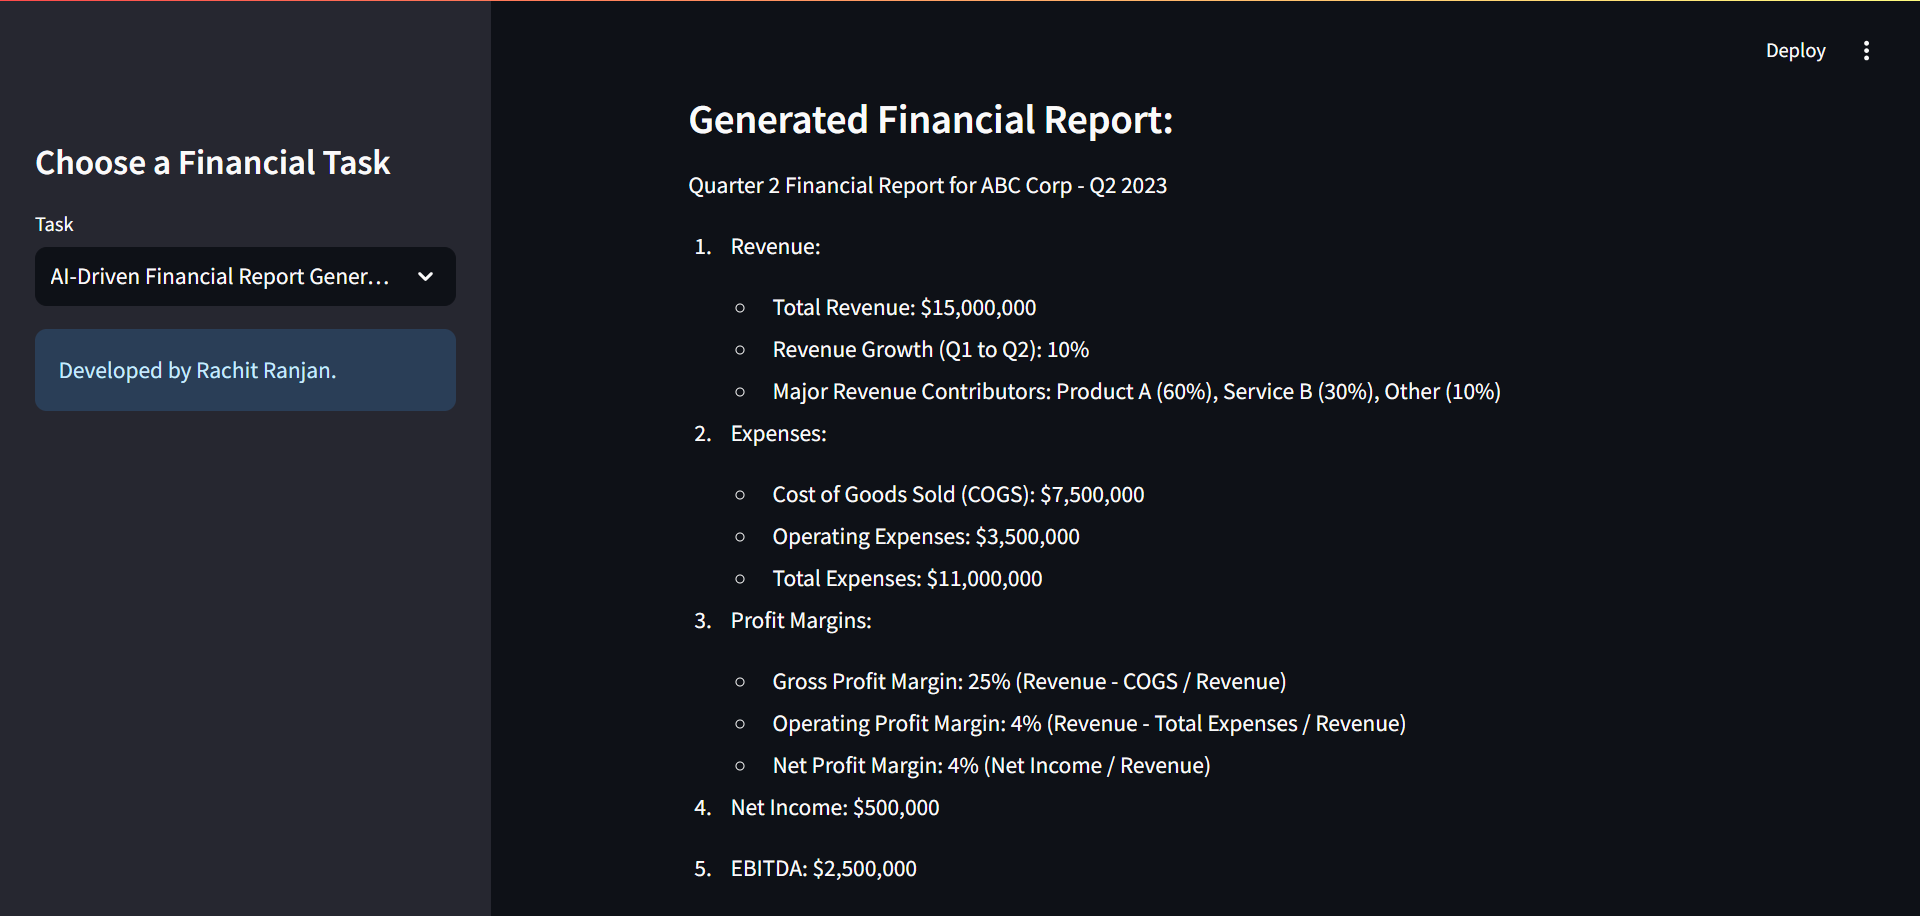 Deploy
Choose a Financial Task
Task
AI-Driven Financial Report Gener...
Developed by Rachit Ranjan.
Generated Financial Report:
Quarter 2 Financial Report for ABC Corp - Q2 2023
1. Revenue:
Total Revenue: $15,000,000
Revenue Growth (Q1 to Q2): 10%
Major Revenue Contributors: Product A (60%), Service B (30%), Other (10%)
2. Expenses:
Cost of Goods Sold (COGS): $7,500,000
Operating Expenses: $3,500,000
Total Expenses: $11,000,000
3. Profit Margins:
Gross Profit Margin: 25% (Revenue - COGS / Revenue)
Operating Profit Margin: 4% (Revenue - Total Expenses / Revenue)
Net Profit Margin: 4% (Net Income / Revenue)
4. Net Income: $500,000
5. EBITDA: $2,500,000